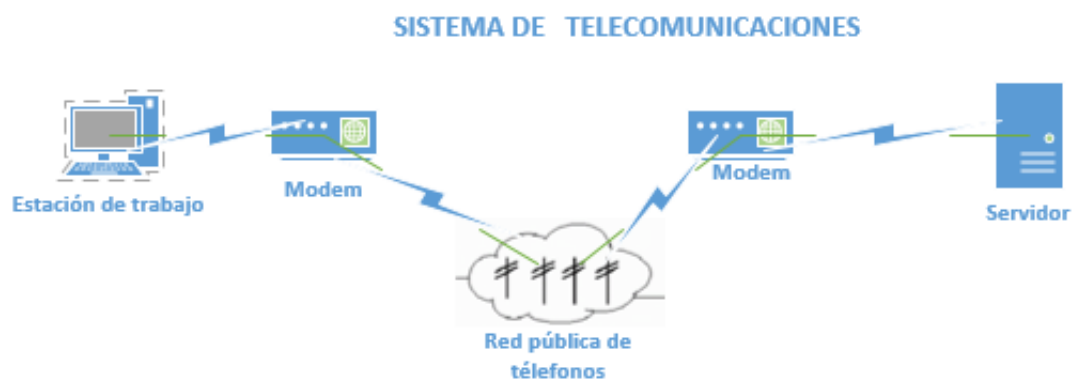 SISTEMA DE TELECOMUNICACIONES
Estación de trabajo
Modem
Modem
Servidor
Red pública de
télefonos